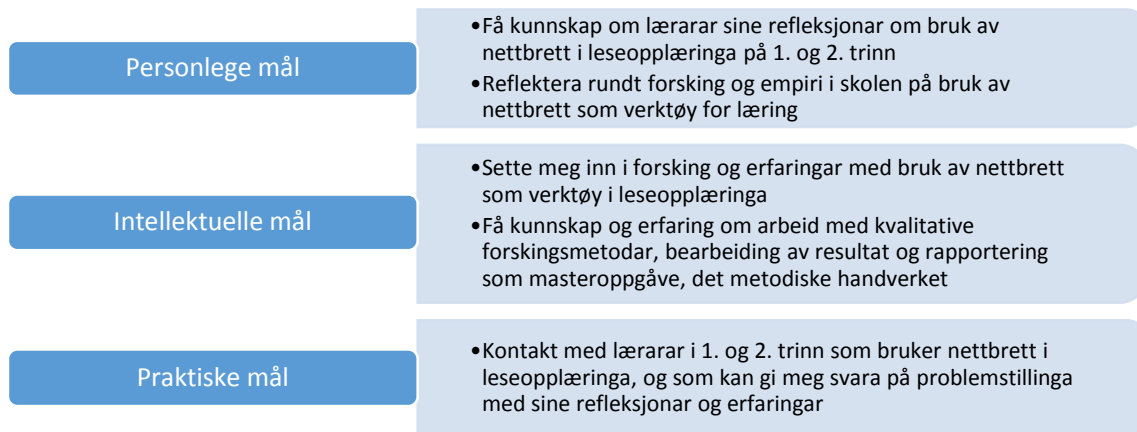 Personlege mål
•Få kunnskap om lærarar sine refleksjonar om bruk av
nettbrett i leseopplæringa på 1. og 2. trinn
•Reflektera rundt forsking og empiri i skolen på bruk av
nettbrett som verktøy for læring
Intellektuelle mål
•Sette meg inn i forsking og erfaringar med bruk av nettbrett
som verktøy i leseopplæringa
•Få kunnskap og erfaring om arbeid med kvalitative
forskingsmetodar, bearbeiding av resultat og rapportering
som masteroppgåve, det metodiske handverket
Praktiske mål
•Kontakt med lærarar i 1. og 2. trinn som bruker nettbrett i
leseopplæringa, og som kan gi meg svara på problemstillinga
med sine refleksjonar og erfaringar